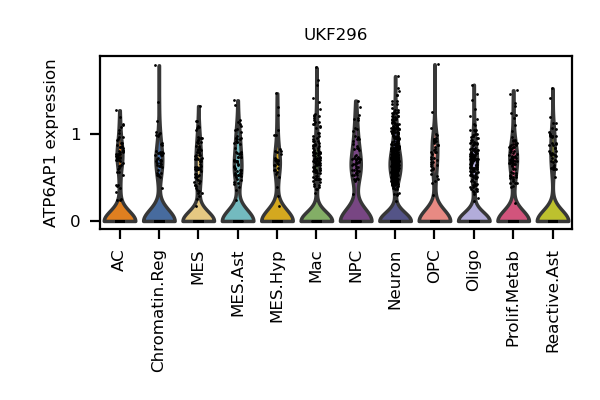 UKF296
ATP6AP1 expression
1
0
AC
Chromatin.Reg
MES
MES.Ast
MES.Hyp
Mac
NPC
Neuron
OPC
Oligo
Prolif.Metab
Reactive.Ast